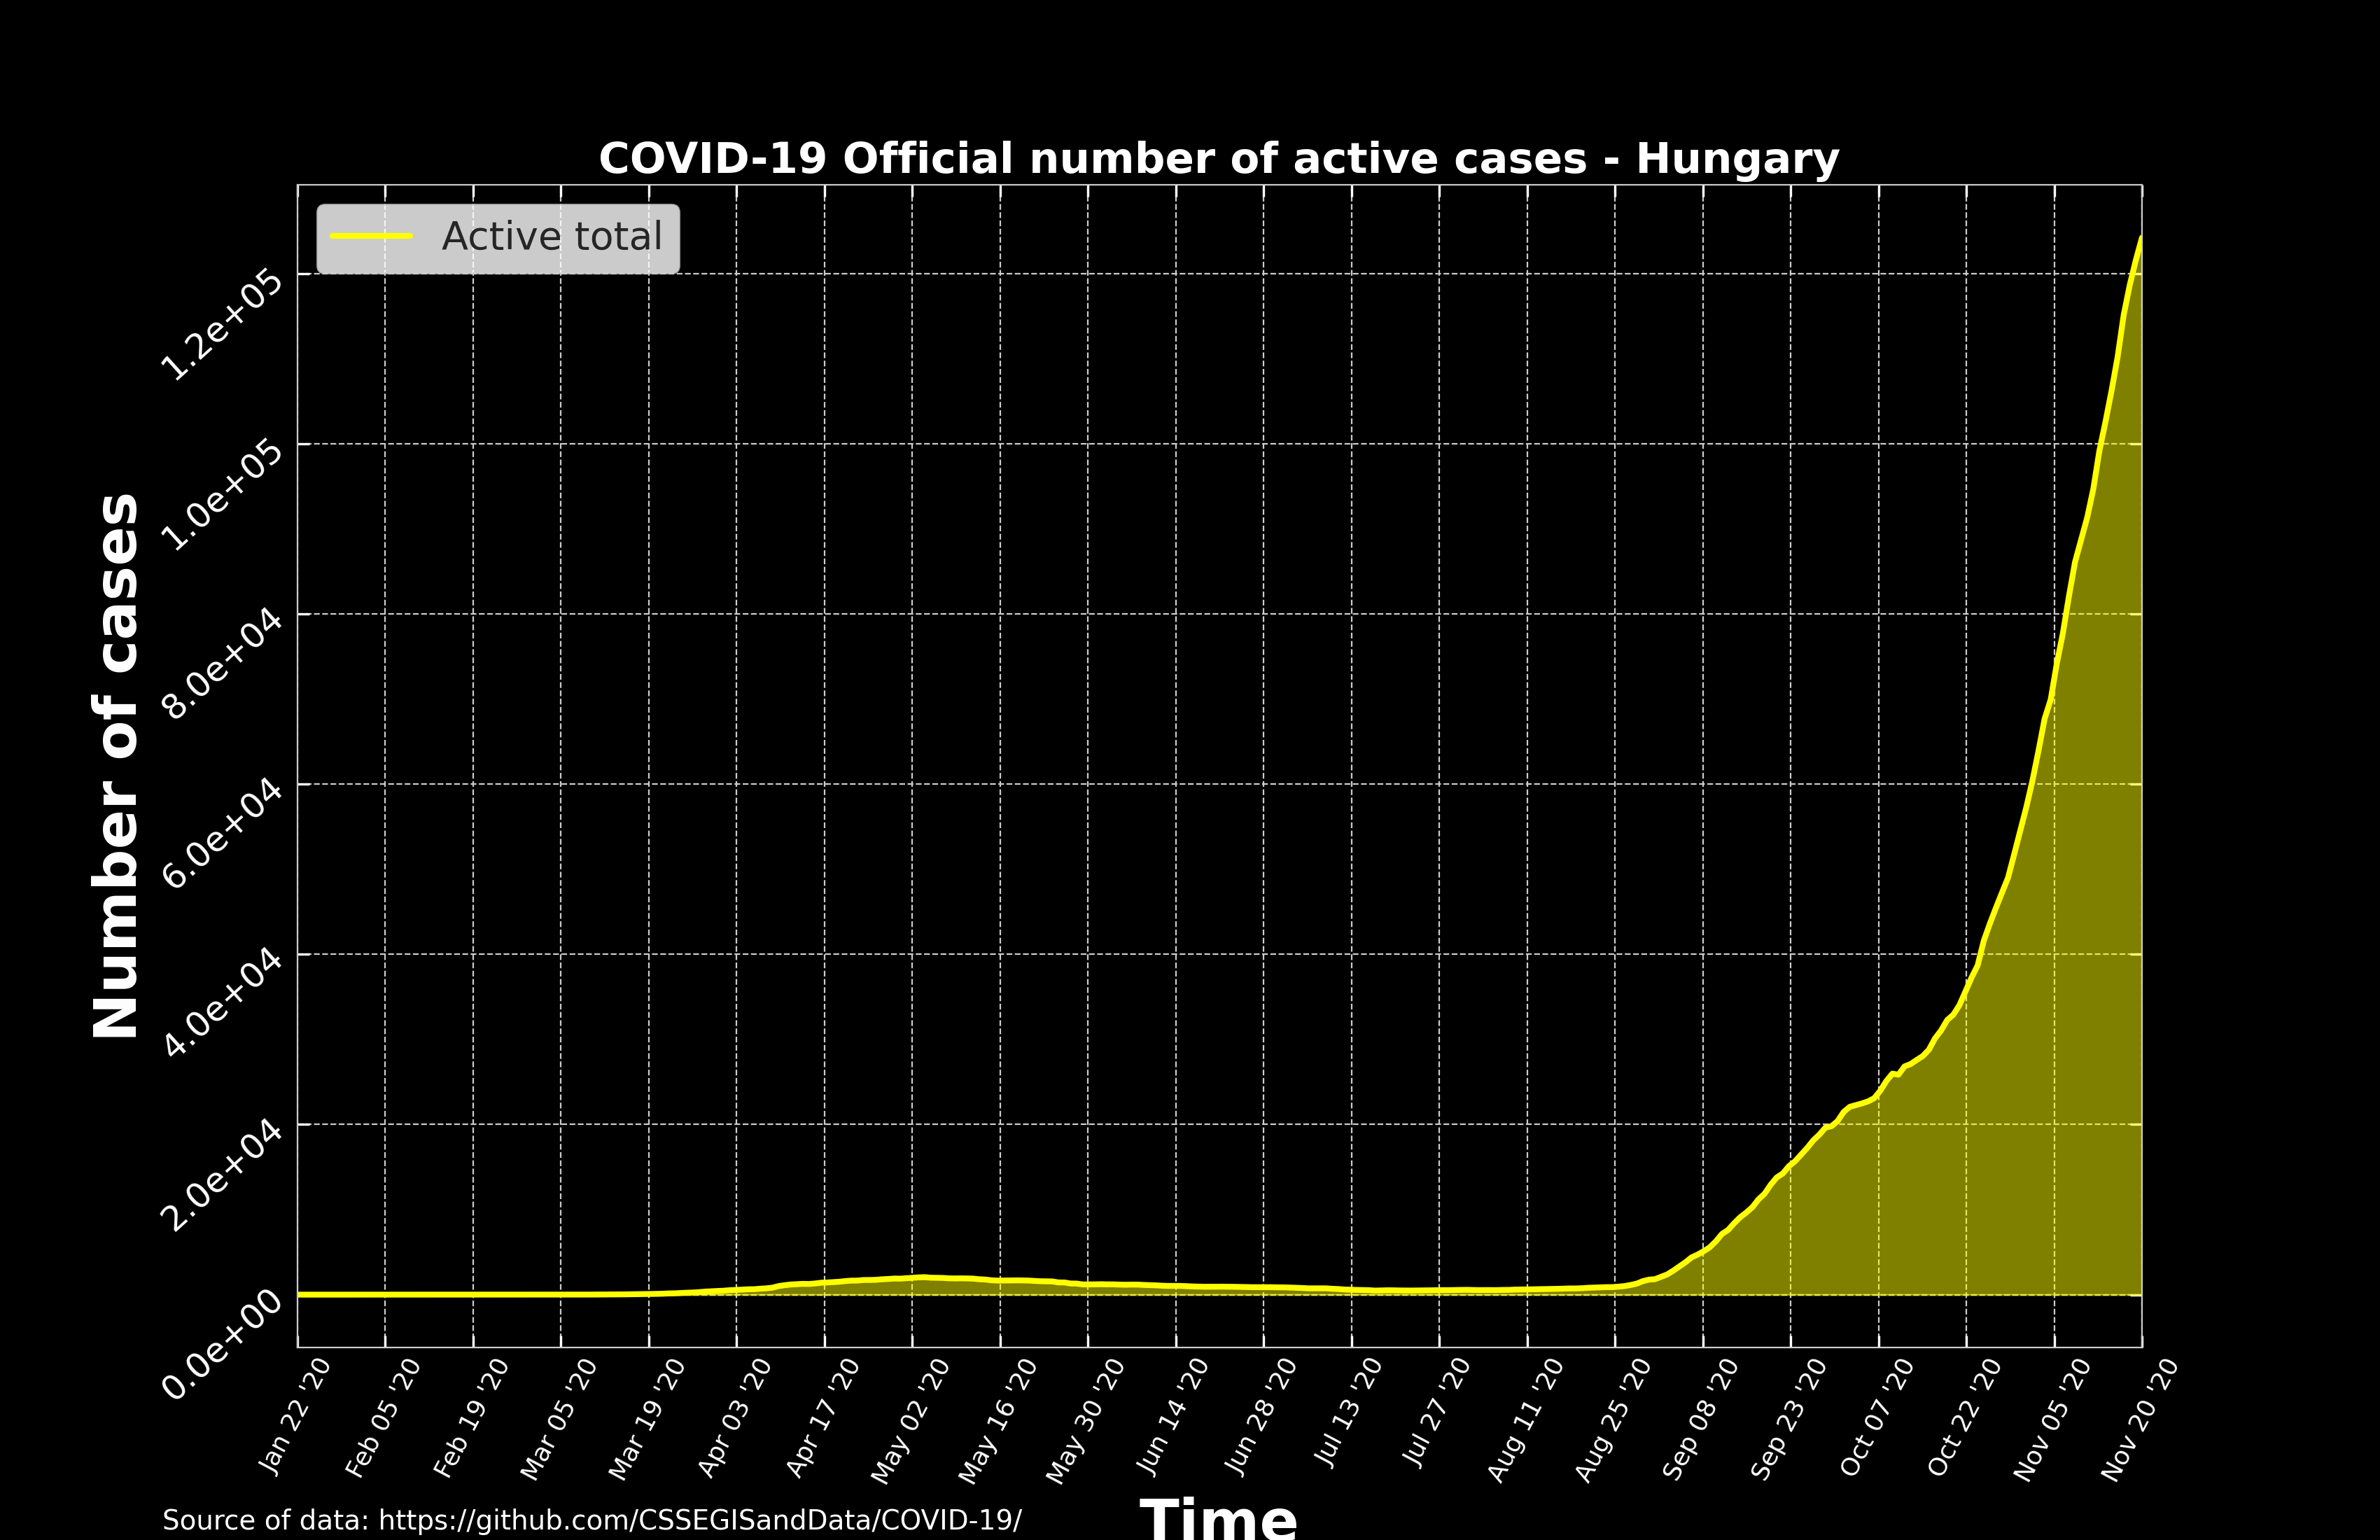 COVID-19 Official number of active cases - Hungary
Active total
Number of cases
1.2e+05
1.0e+05
8.0e+04
6.0e+04
4.0e+04
2.0e+04
0.0e+00
Jan 22 '20
Feb 05 '20
Feb 19 '20
Mar 05 '20
Mar 19 '20
Apr 03 '20
Apr 17 '20
May 02 '20
May 16 '20
May 30 '20
Jun 14 '20
Jun 28 '20
Jul 13 '20
Jul 27 '20
Aug 11 '20
Aug 25 '20
Sep 08 '20
Sep 23 '20
Oct 07 '20
Oct 22 '20
Nov 05 '20
Nov 20 '20
Time
Source of data: https://github.com/CSSEGISandData/COVID-19/